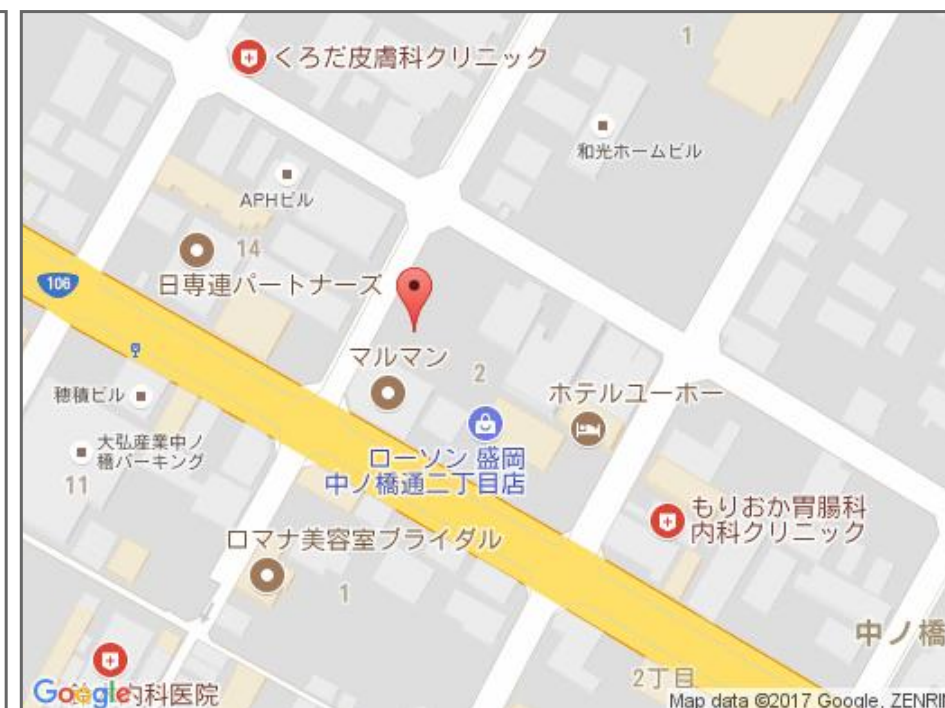 くろだ皮膚科クリニック
1
和光ホームビル
APHビル
14
日専連パートナーズ
106
マルマン
2
ホテルユーホー
穂積ビル
大弘産業中ノ
橋パーキング
11
ローソン 盛岡
中ノ橋通二丁目店
もりおか胃腸科
内科クリニック
ロマナ美容室ブライダル
1
中ノ橋
2丁目
Google
内科医院
Map data ©2017 Google, ZENRIN